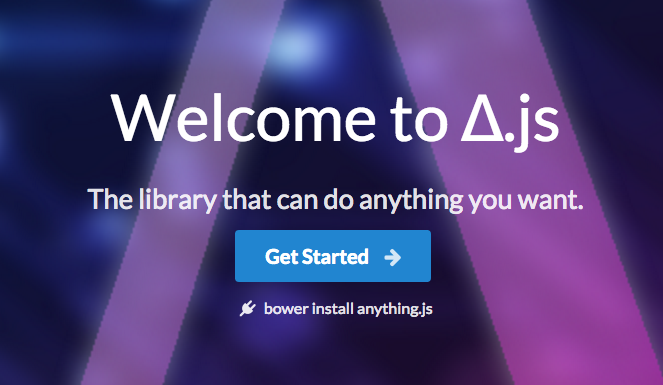 Welcome to Δ.js
The library that can do anything you want.
Get Started
bower install anything.js